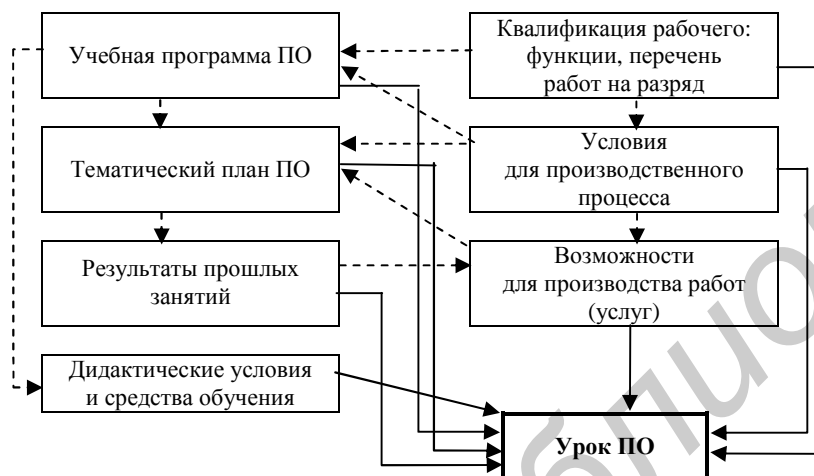 Учебная программа ПО
Квалификация рабочего:
функции, перечень
работ на разряд
Тематический план ПО
Условия
для производственного
процесса
Результаты прошлых
занятий
Возможности
для производства работ
(услуг)
Дидактические условия
и средства обучения
Урок ПО